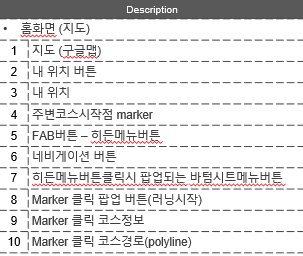 Description
• 홈화면 (지도)
1 지도 (구글맵)
2 내 위치 버튼
3 내 위치
4 주변코스시작점 marker
5 FAB버튼 – 히든메뉴버튼
6 네비게이션 버튼
7 히든메뉴버튼클릭시 팝업되는 바텀시트메뉴버튼
8 Marker 클릭 팝업 버튼(러닝시작)
9 Marker 클릭 코스정보
10 Marker 클릭 코스경로(polyline)